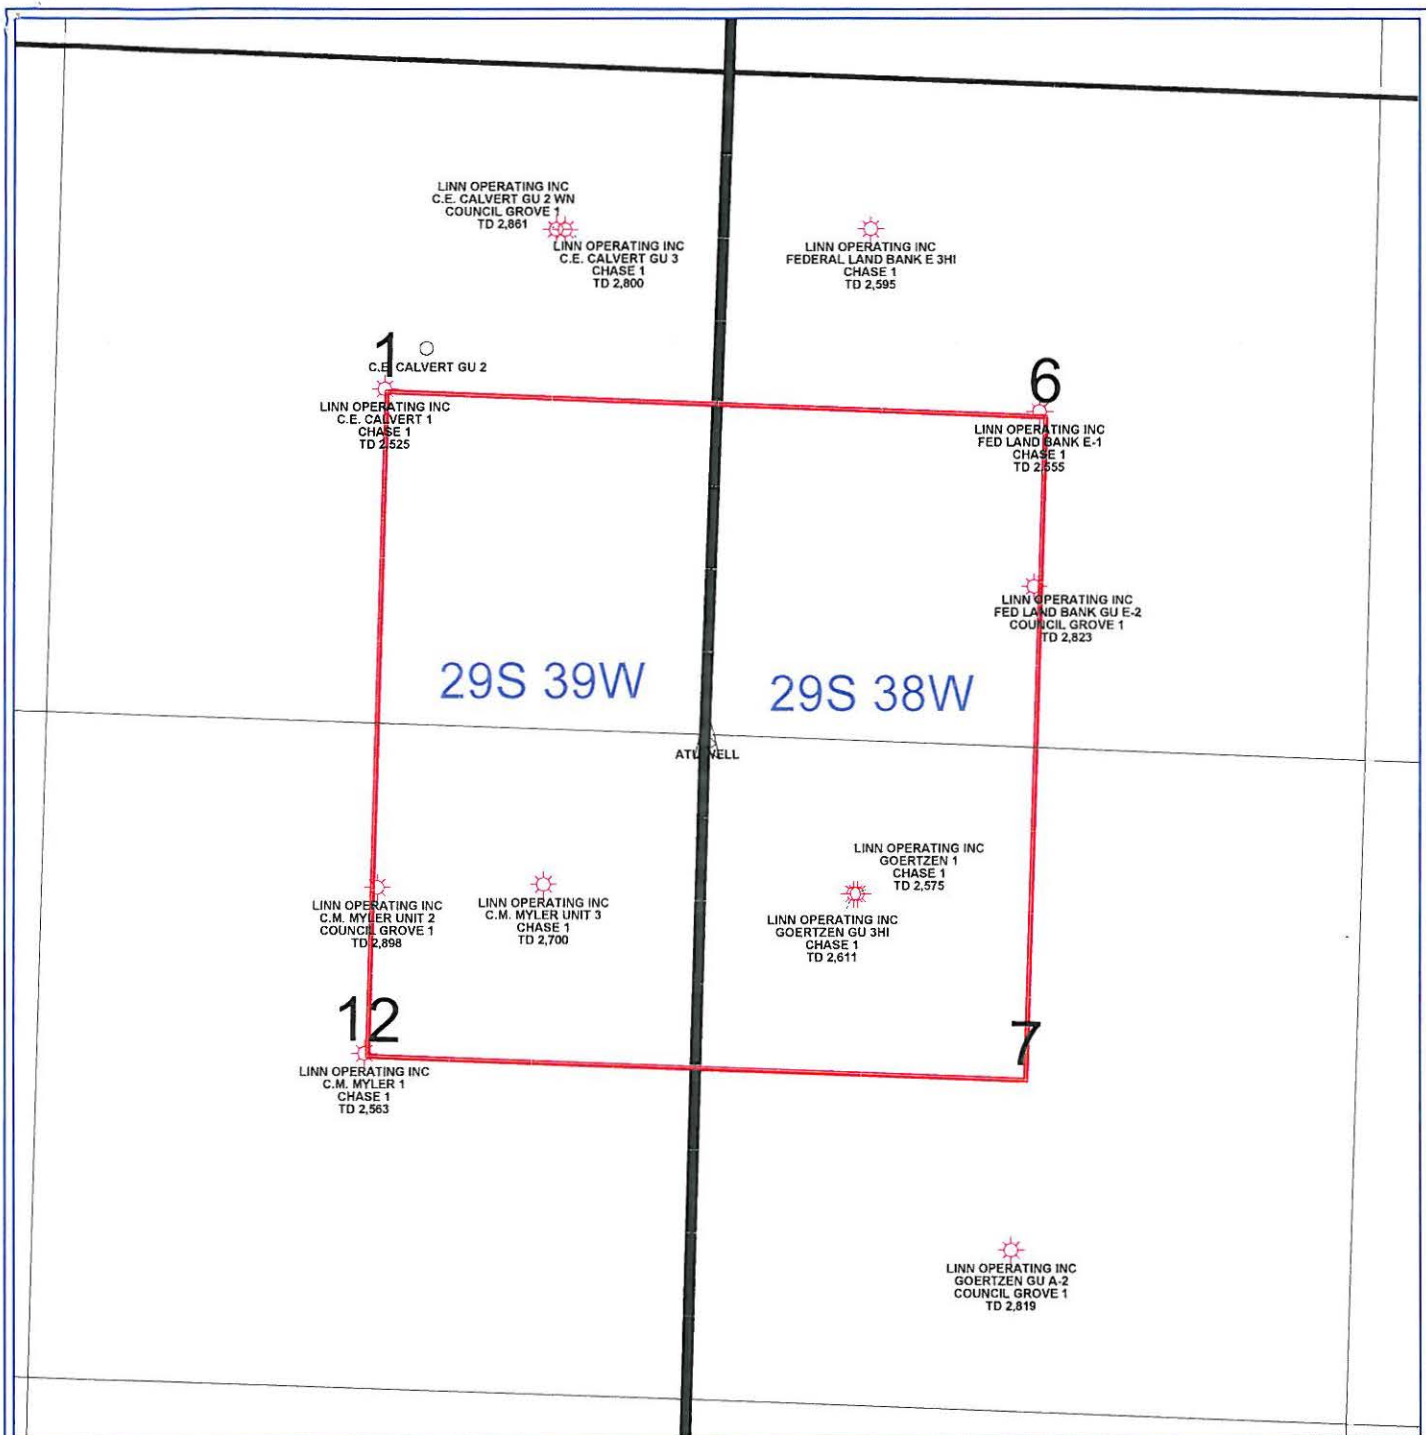 LINN OPERATING INC
C.E. CALVERT GU 2 WN
COUNCIL GROVE 1
TD 2,861
LINN OPERATING INC
C.E. CALVERT GU 3
CHASE 1
TD 2,800
LINN OPERATING INC
FEDERAL LAND BANK E 3HI
CHASE 1
TD 2,595
1
C.E. CALVERT GU 2
6
LINN OPERATING INC
C.E. CALVERT 1
CHASE 1
TD 2,525
LINN OPERATING INC
FED LAND BANK E-1
CHASE 1
TD 2,555
LINN OPERATING INC
FED LAND BANK GU E-2
COUNCIL GROVE 1
TD 2,823
29S 39W
29S 38W
LINN OPERATING INC
GOERTZEN 1
CHASE 1
TD 2,575
LINN OPERATING INC
C.M. MYLER UNIT 2
COUNCIL GROVE 1
TD 2,898
LINN OPERATING INC
C.M. MYLER UNIT 3
CHASE 1
TD 2,700
LINN OPERATING INC
GOERTZEN GU 3HI
CHASE 1
TD 2,611
12
7
LINN OPERATING INC
C.M. MYLER 1
CHASE 1
TD 2,563
LINN OPERATING INC
GOERTZEN GU A-2
COUNCIL GROVE 1
TD 2,819